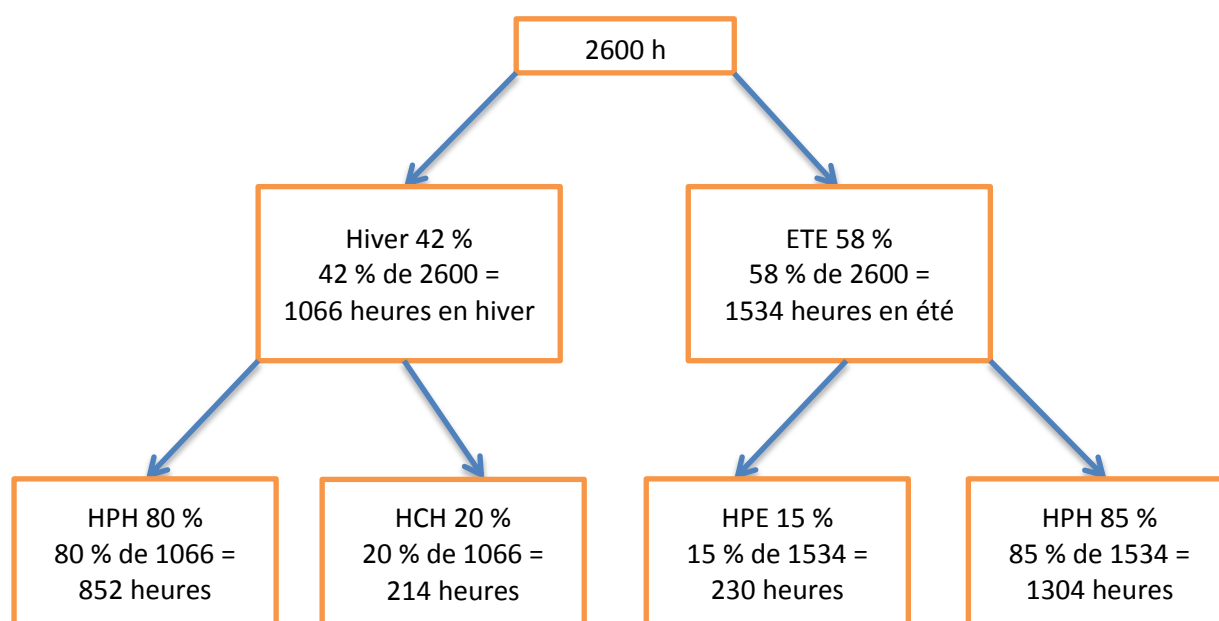 2600 h
Hiver 42 %
42 % de 2600 =
1066 heures en hiver
ETE 58 %
58 % de 2600 =
1534 heures en été
HPH 80 %
80 % de 1066 =
852 heures
HCH 20 %
20 % de 1066 =
214 heures
HPE 15 %
15 % de 1534 =
230 heures
HPH 85 %
85 % de 1534 =
1304 heures